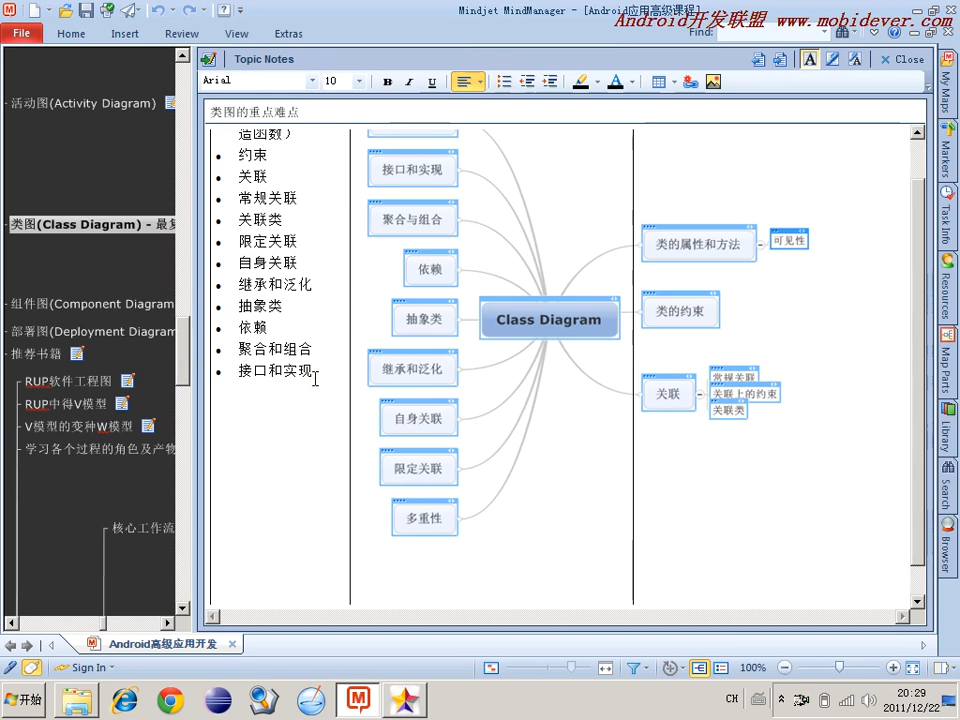 Mindjet MindManager - [Android应用高级课程]
Android开发联盟 www.mobidever.com
File
Home
Insert
Review
View
Extras
Find:
Topic Notes
Close
Arial
10
类图的重点难点
活动图(Activity Diagram)
类图(Class Diagram) - 最
组件图(Component Diagram
部署图(Deployment Diagram
推荐书籍
RUP软件工程图
RUP中得V模型
V模型的变种W模型
学习各个过程的角色及产物
核心工作流
造函数)
约束
关联
常规关联
关联类
限定关联
自身关联
继承和泛化
抽象类
依赖
聚合和组合
接口和实现
接口和实现
聚合与组合
依赖
抽象类
继承和泛化
自身关联
限定关联
多重性
Class Diagram
类的属性和方法
可见性
类的约束
关联
常规关联
关联上的约束
关联类
My Maps
Markers
Task Info
Resources
Map Parts
Library
Search
Browser
Android高级应用开发
Sign In
100%
开始
CH
20:29
2011/12/22